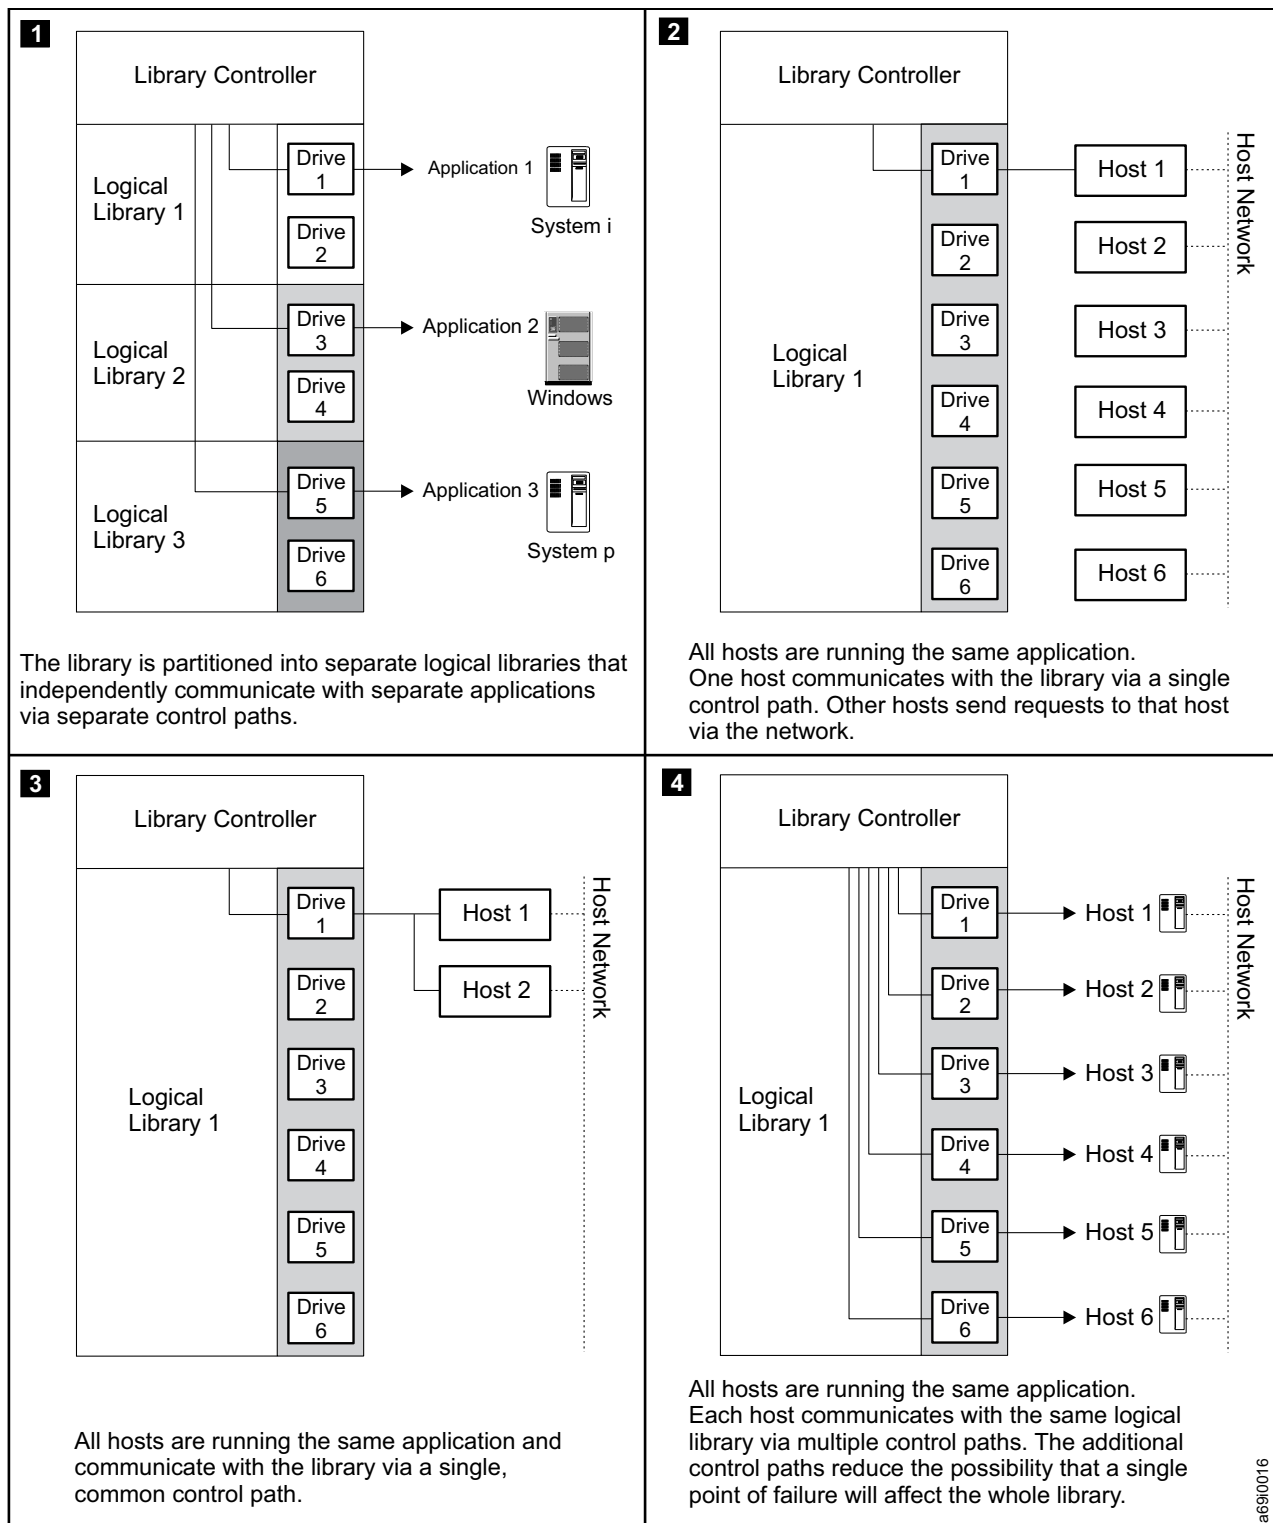 1
Library Controller
Logical
Library 1
Drive
1
Drive
2
Application 1
System i
Logical
Library 2
Drive
3
Drive
4
Application 2
Windows
Logical
Library 3
Drive
5
Drive
6
Application 3
System p
The library is partitioned into separate logical libraries that
independently communicate with separate applications
via separate control paths.
2
Library Controller
Logical
Library 1
Drive
1
Drive
2
Drive
3
Drive
4
Drive
5
Drive
6
Host 1
Host 2
Host 3
Host 4
Host 5
Host 6
Host Network
All hosts are running the same application.
One host communicates with the library via a single
control path. Other hosts send requests to that host
via the network.
3
Library Controller
Logical
Library 1
Drive
1
Drive
2
Drive
3
Drive
4
Drive
5
Drive
6
Host 1
Host 2
Host Network
All hosts are running the same application and
communicate with the library via a single,
common control path.
4
Library Controller
Logical
Library 1
Drive
1
Drive
2
Drive
3
Drive
4
Drive
5
Drive
6
Host 1
Host 2
Host 3
Host 4
Host 5
Host 6
Host Network
All hosts are running the same application.
Each host communicates with the same logical
library via multiple control paths. The additional
control paths reduce the possibility that a single
point of failure will affect the whole library.
a69i0016